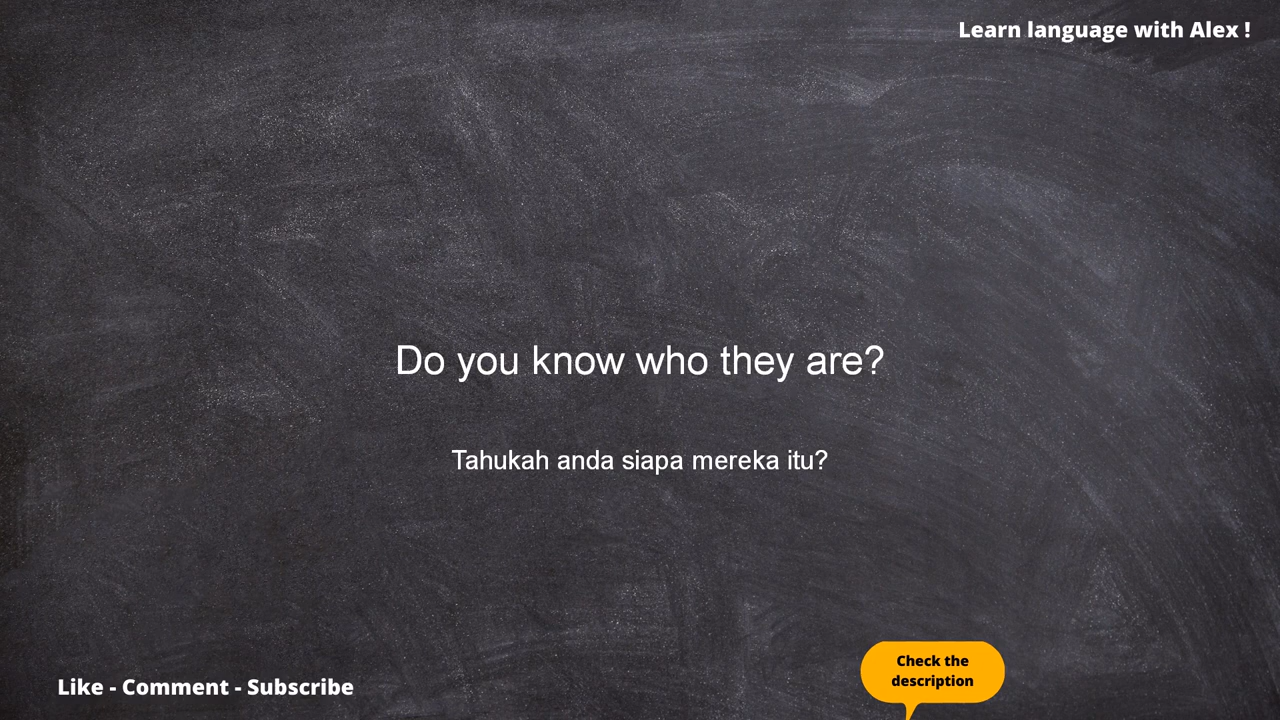 Learn language with Alex !
Do you know who they are?
Tahukah anda siapa mereka itu?
Like - Comment - Subscribe
Check the
description